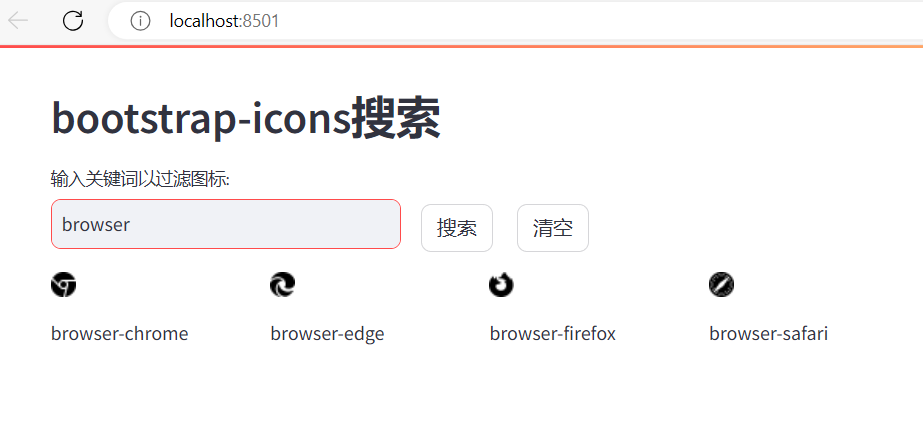 localhost:8501
bootstrap-icons搜索
输入关键词以过滤图标:
browser 搜索 清空
browser-chrome browser-edge browser-firefox browser-safari